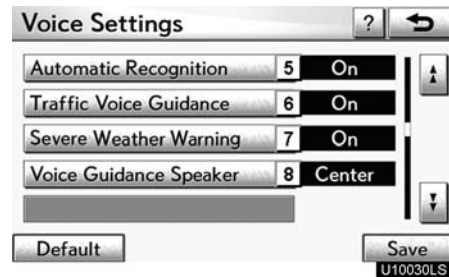 Voice Settings ?
Automatic Recognition 5 On
Traffic Voice Guidance 6 On
Severe Weather Warning 7 On
Voice Guidance Speaker 8 Center
Default Save
U10030LS